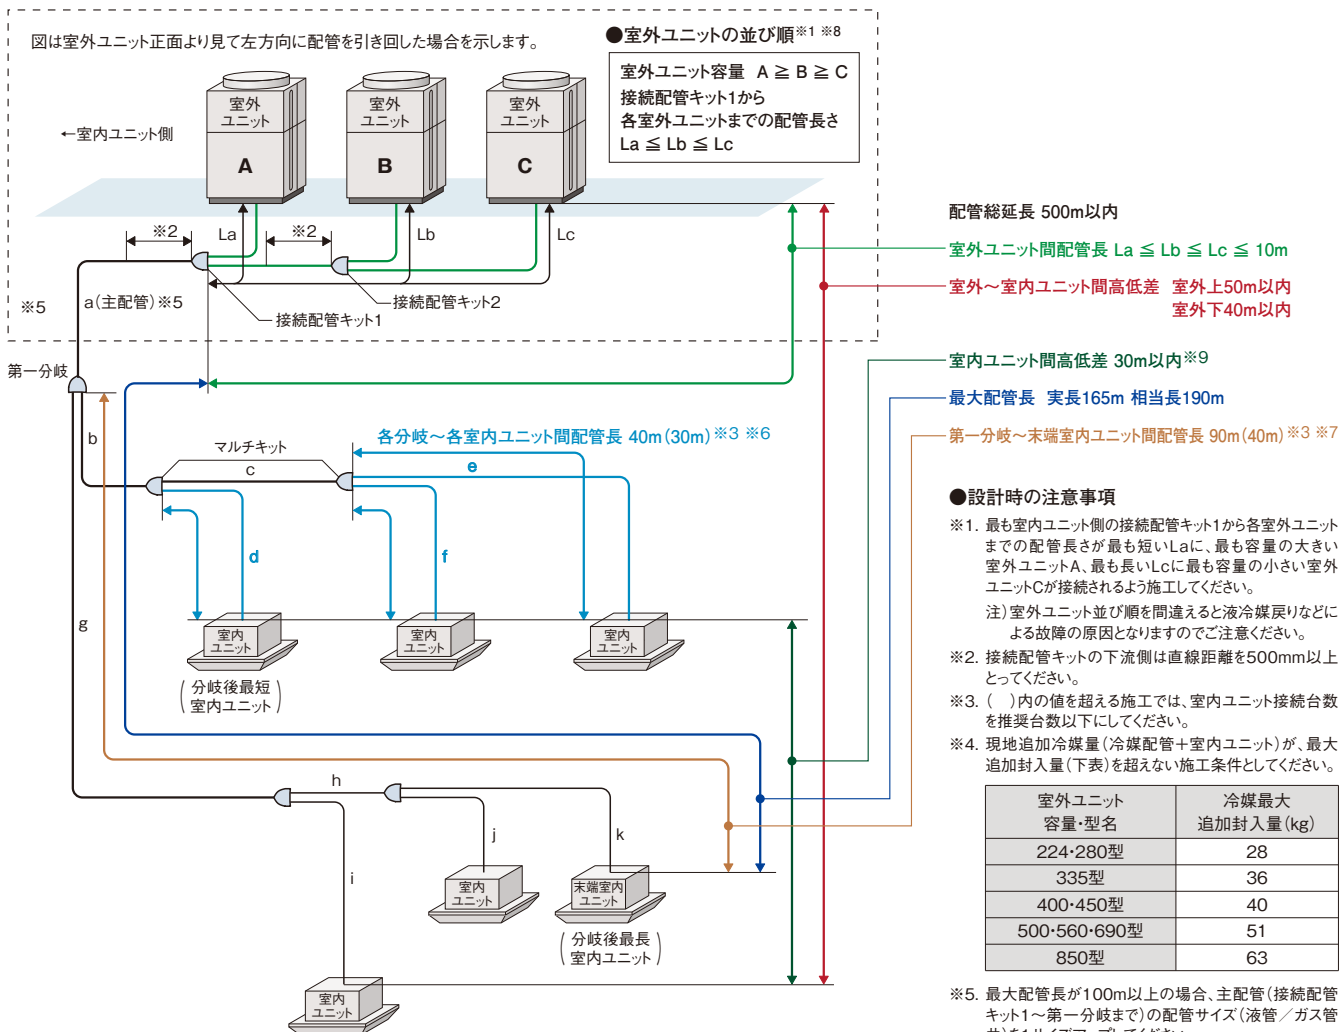 図は室外ユニット正面より見て左方向に配管を引き回した場合を示します。
●室外ユニットの並び順※1 ※8
室外ユニット容量 A ≧ B ≧ C
接続配管キット1から
各室外ユニットまでの配管長さ
La ≦ Lb ≦ Lc
←室内ユニット側
室外
ユニット
A
室外
ユニット
B
室外
ユニット
C
※2
La
※2
Lb
Lc
※5
a(主配管)※5
接続配管キット1
接続配管キット2
第一分岐
配管総延長 500m以内
室外ユニット間配管長 La ≦ Lb ≦ Lc ≦ 10m
室外～室内ユニット間高低差 室外上50m以内
室外下40m以内
室内ユニット間高低差 30m以内※9
最大配管長 実長165m 相当長190m
第一分岐～末端室内ユニット間配管長 90m(40m)※3 ※7
b
マルチキット
c
各分岐～各室内ユニット間配管長 40m(30m)※3 ※6
e
d
f
g
室内
ユニット
室内
ユニット
室内
ユニット
(分岐後最短
室内ユニット)
h
i
j
k
室内
ユニット
末端室内
ユニット
(分岐後最長
室内ユニット)
室内
ユニット
●設計時の注意事項
※1. 最も室内ユニット側の接続配管キット1から各室外ユニット
までの配管長さが最も短いLaに、最も容量の大きい
室外ユニットA、最も長いLcに最も容量の小さい室外
ユニットCが接続されるよう施工してください。
注)室外ユニット並び順を間違えると液冷媒戻りなどに
よる故障の原因となりますのでご注意ください。
※2. 接続配管キットの下流側は直線距離を500mm以上
とってください。
※3. ( )内の値を超える施工では、室内ユニット接続台数
を推奨台数以下にしてください。
※4. 現地追加冷媒量(冷媒配管＋室内ユニット)が、最大
追加封入量(下表)を超えない施工条件としてください。
室外ユニット
容量・型名
冷媒最大
追加封入量(kg)
224・280型 28
335型 36
400・450型 40
500・560・690型 51
850型 63
※5. 最大配管長が100m以上の場合、主配管(接続配管
キット1～第一分岐まで)の配管サイズ(液管／ガス管